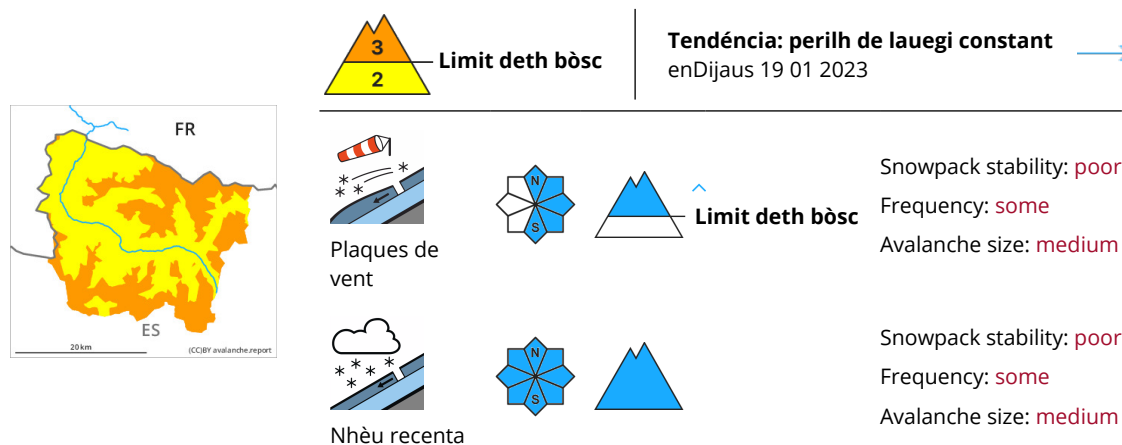 3
2
Limit deth bòsc
Tendéncia: perilh de lauegi constant
enDijaus 19 01 2023
FR
ES
20 km
(CC)BY avalanche.report
N
S
Limit deth bòsc
Plaques de
vent
Snowpack stability: poor
Frequency: some
Avalanche size: medium
N
S
Nhèu recenta
Snowpack stability: poor
Frequency: some
Avalanche size: medium